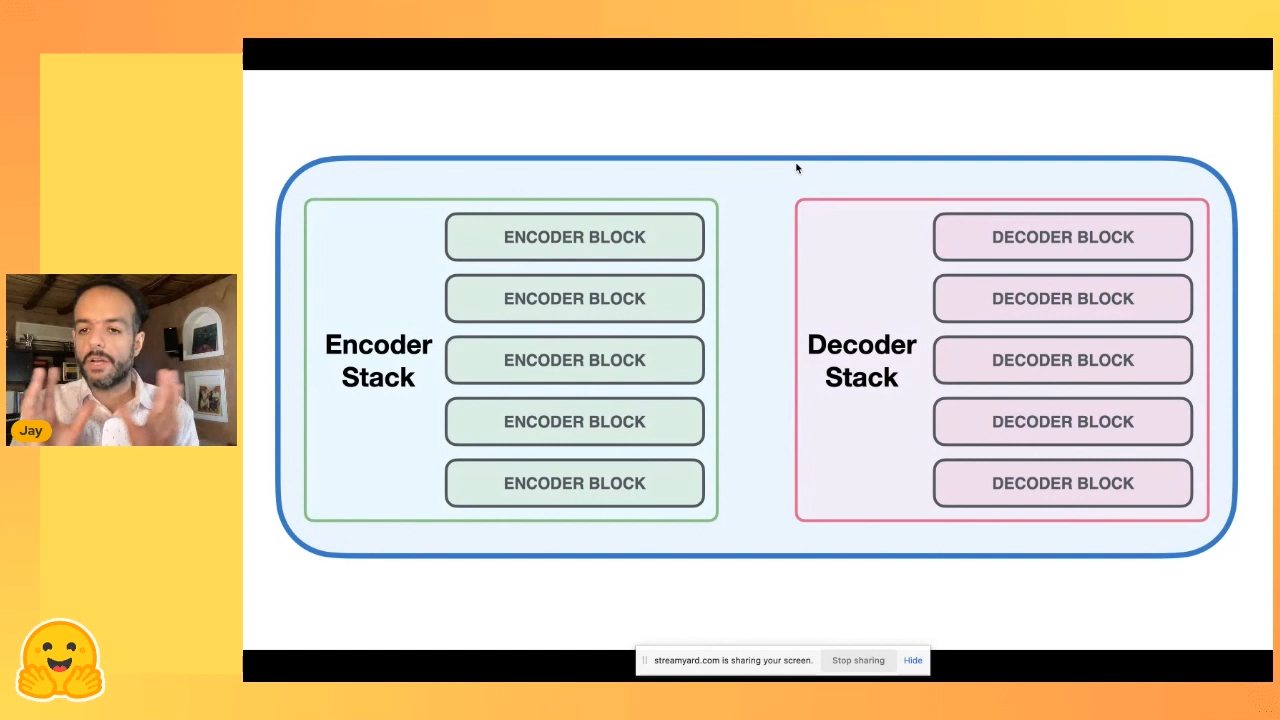 Encoder
Stack
ENCODER BLOCK
ENCODER BLOCK
ENCODER BLOCK
ENCODER BLOCK
ENCODER BLOCK
Decoder
Stack
DECODER BLOCK
DECODER BLOCK
DECODER BLOCK
DECODER BLOCK
DECODER BLOCK
Jay
streamyard.com is sharing your screen. Stop sharing Hide